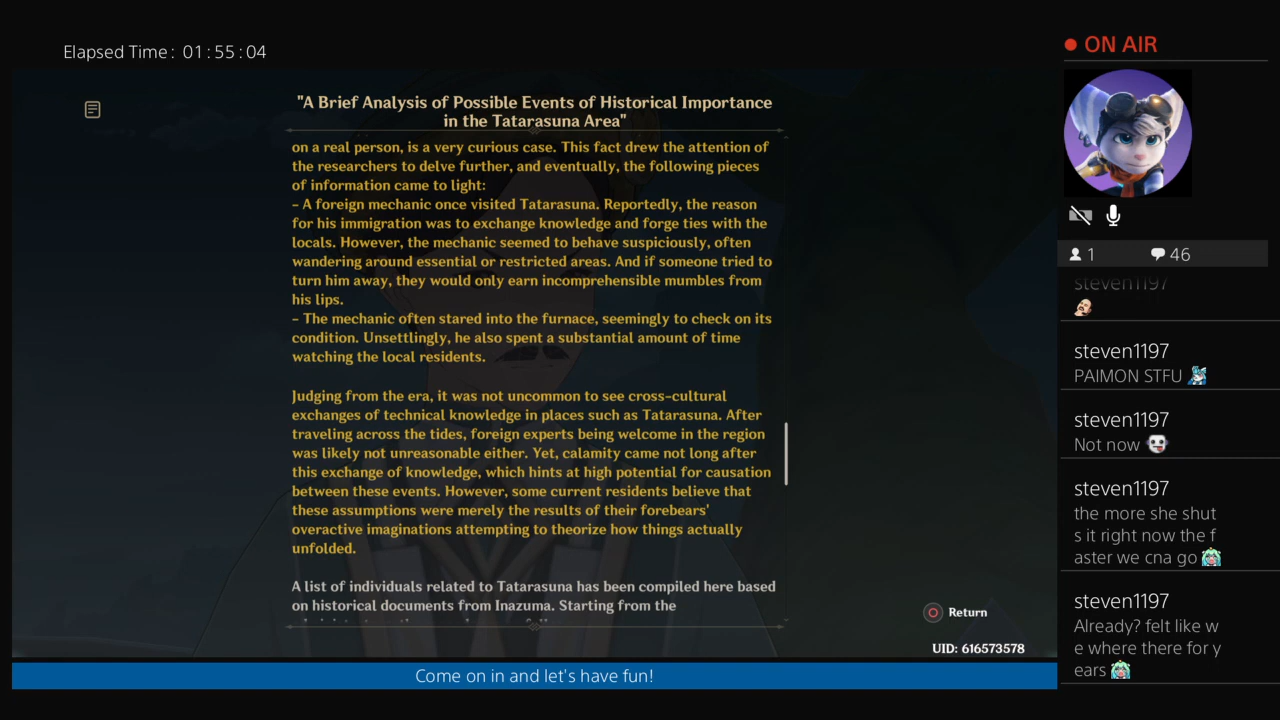 Elapsed Time: 01:55:04
"A Brief Analysis of Possible Events of Historical Importance
in the Tatarasuna Area"
on a real person, is a very curious case. This fact drew the attention of
the researchers to delve further, and eventually, the following pieces
of information came to light:
– A foreign mechanic once visited Tatarasuna. Reportedly, the reason
for his immigration was to exchange knowledge and forge ties with the
locals. However, the mechanic seemed to behave suspiciously, often
wandering around essential or restricted areas. And if someone tried to
turn him away, they would only earn incomprehensible mumbles from
his lips.
– The mechanic often stared into the furnace, seemingly to check on its
condition. Unsettlingly, he also spent a substantial amount of time
watching the local residents.
Judging from the era, it was not uncommon to see cross-cultural
exchanges of technical knowledge in places such as Tatarasuna. After
traveling across the tides, foreign experts being welcome in the region
was likely not unreasonable either. Yet, calamity came not long after
this exchange of knowledge, which hints at high potential for causation
between these events. However, some current residents believe that
these assumptions were merely the results of their forebears'
overactive imaginations attempting to theorize how things actually
unfolded.
A list of individuals related to Tatarasuna has been compiled here based
on historical documents from Inazuma. Starting from the
Return
UID: 616573578
Come on in and let's have fun!
ON AIR
1
46
steven1197
steven1197
PAIMON STFU
steven1197
Not now
steven1197
the more she shut
s it right now the f
aster we cna go
steven1197
Already? felt like w
e where there for y
ears